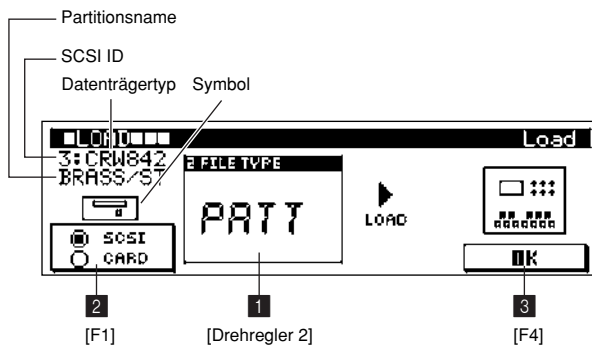 Partitionsname
SCSI ID
Datenträgertyp Symbol
LOAD Load
3:CRW842
BRASS/ST
2 FILE TYPE
PATT
LOAD
SCSI
CARD
OK
2 1 3
[F1] [Drehregler 2] [F4]